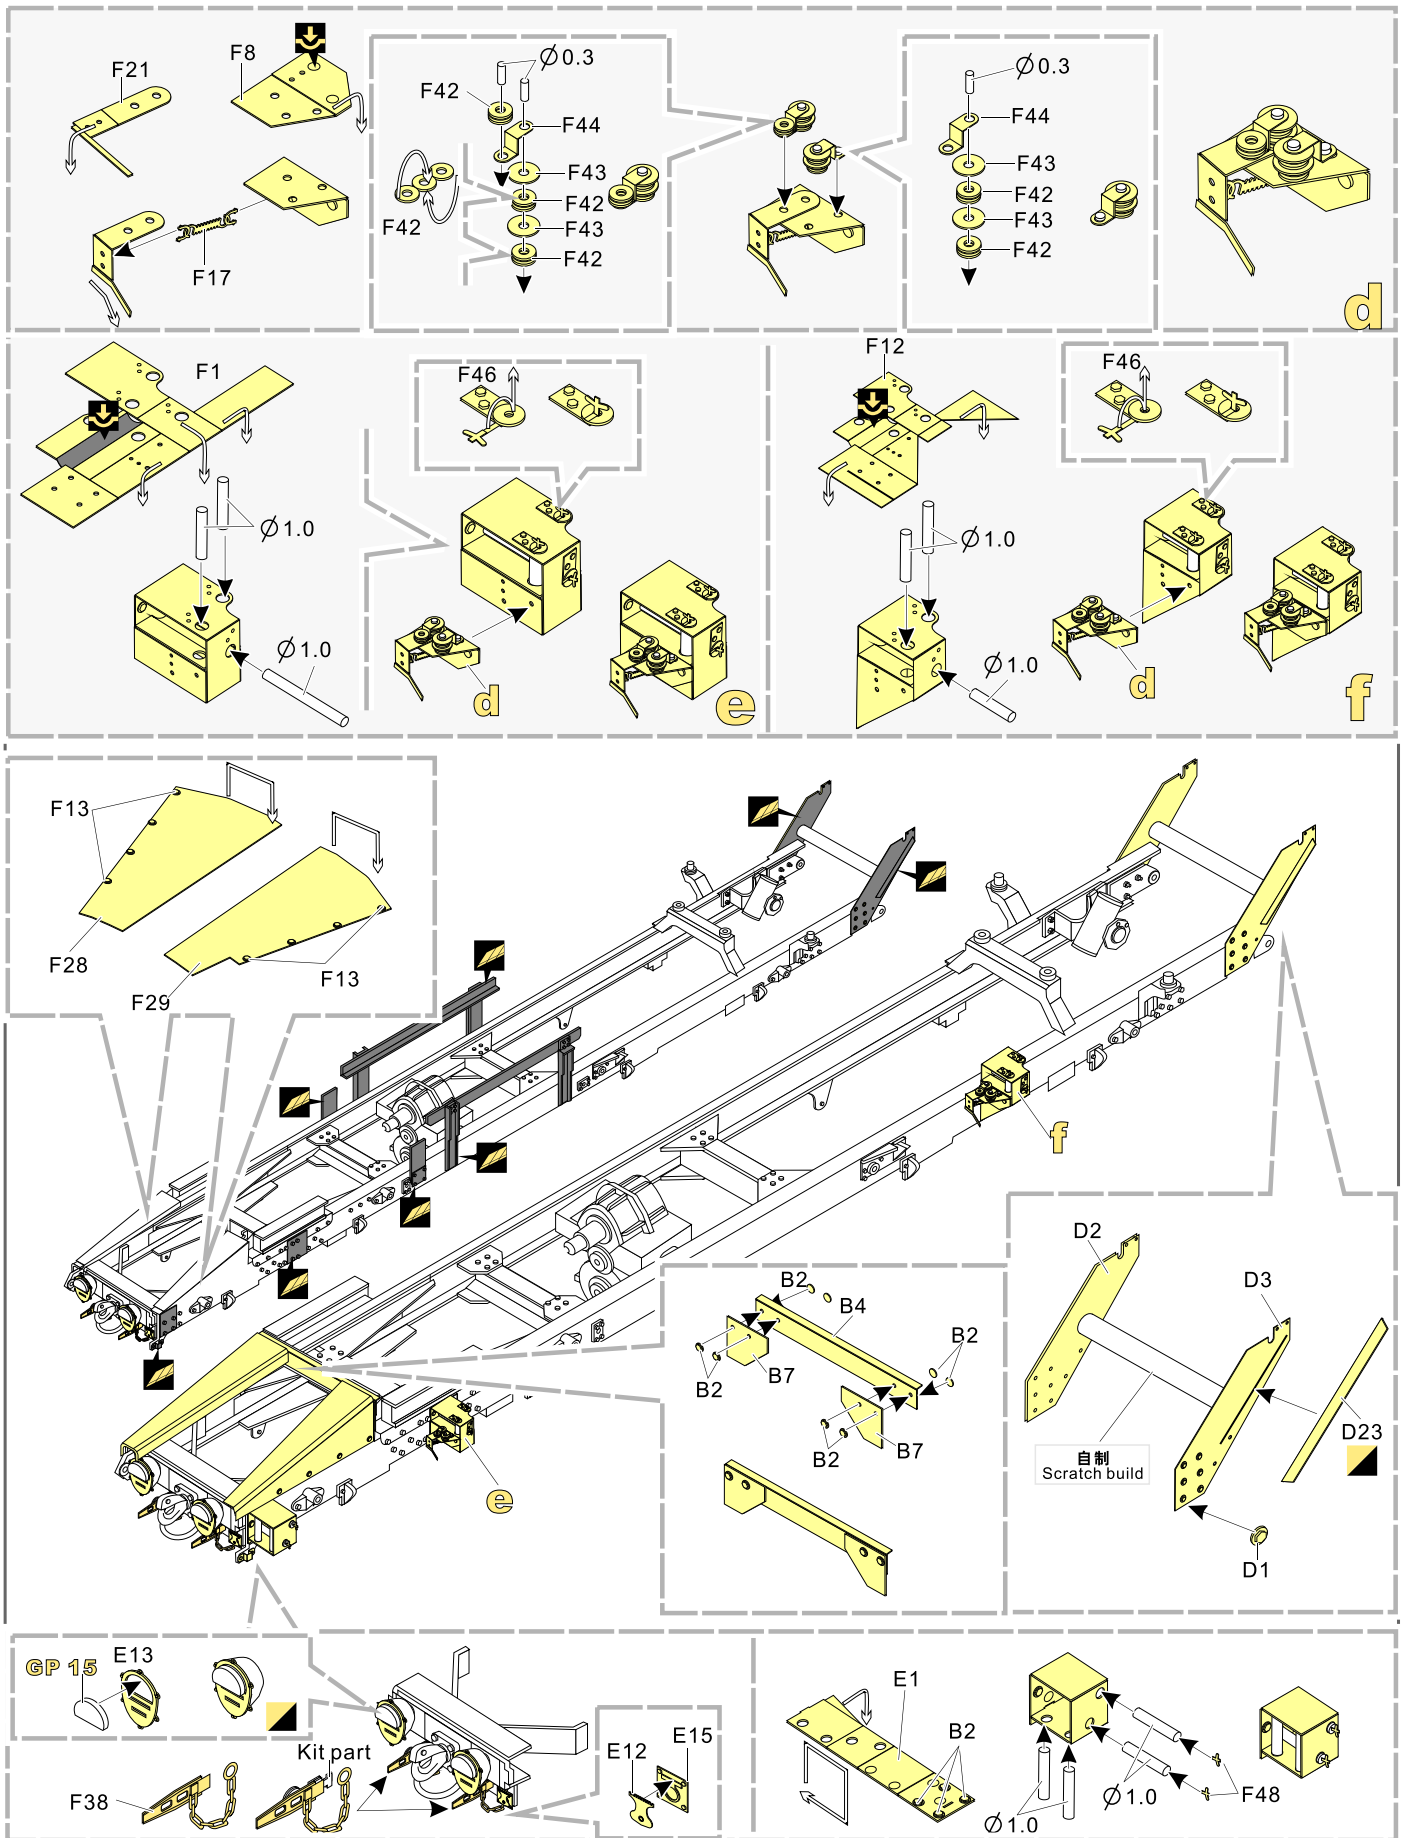 F21
F8
F17
F42
Ø0.3
F44
F43
F42
F43
F42
F42
Ø0.3
F44
F43
F42
F43
F42
d
F1
Ø1.0
Ø1.0
F46
d
e
F12
Ø1.0
Ø1.0
F46
d
f
F13
F28
F29
F13
f
e
B2
B4
B2
B7
B2
B2
B7
D2
D3
D23
自制
Scratch build
D1
GP 15
E13
Kit part
F38
E12
E15
E1
B2
Ø1.0
Ø1.0
F48